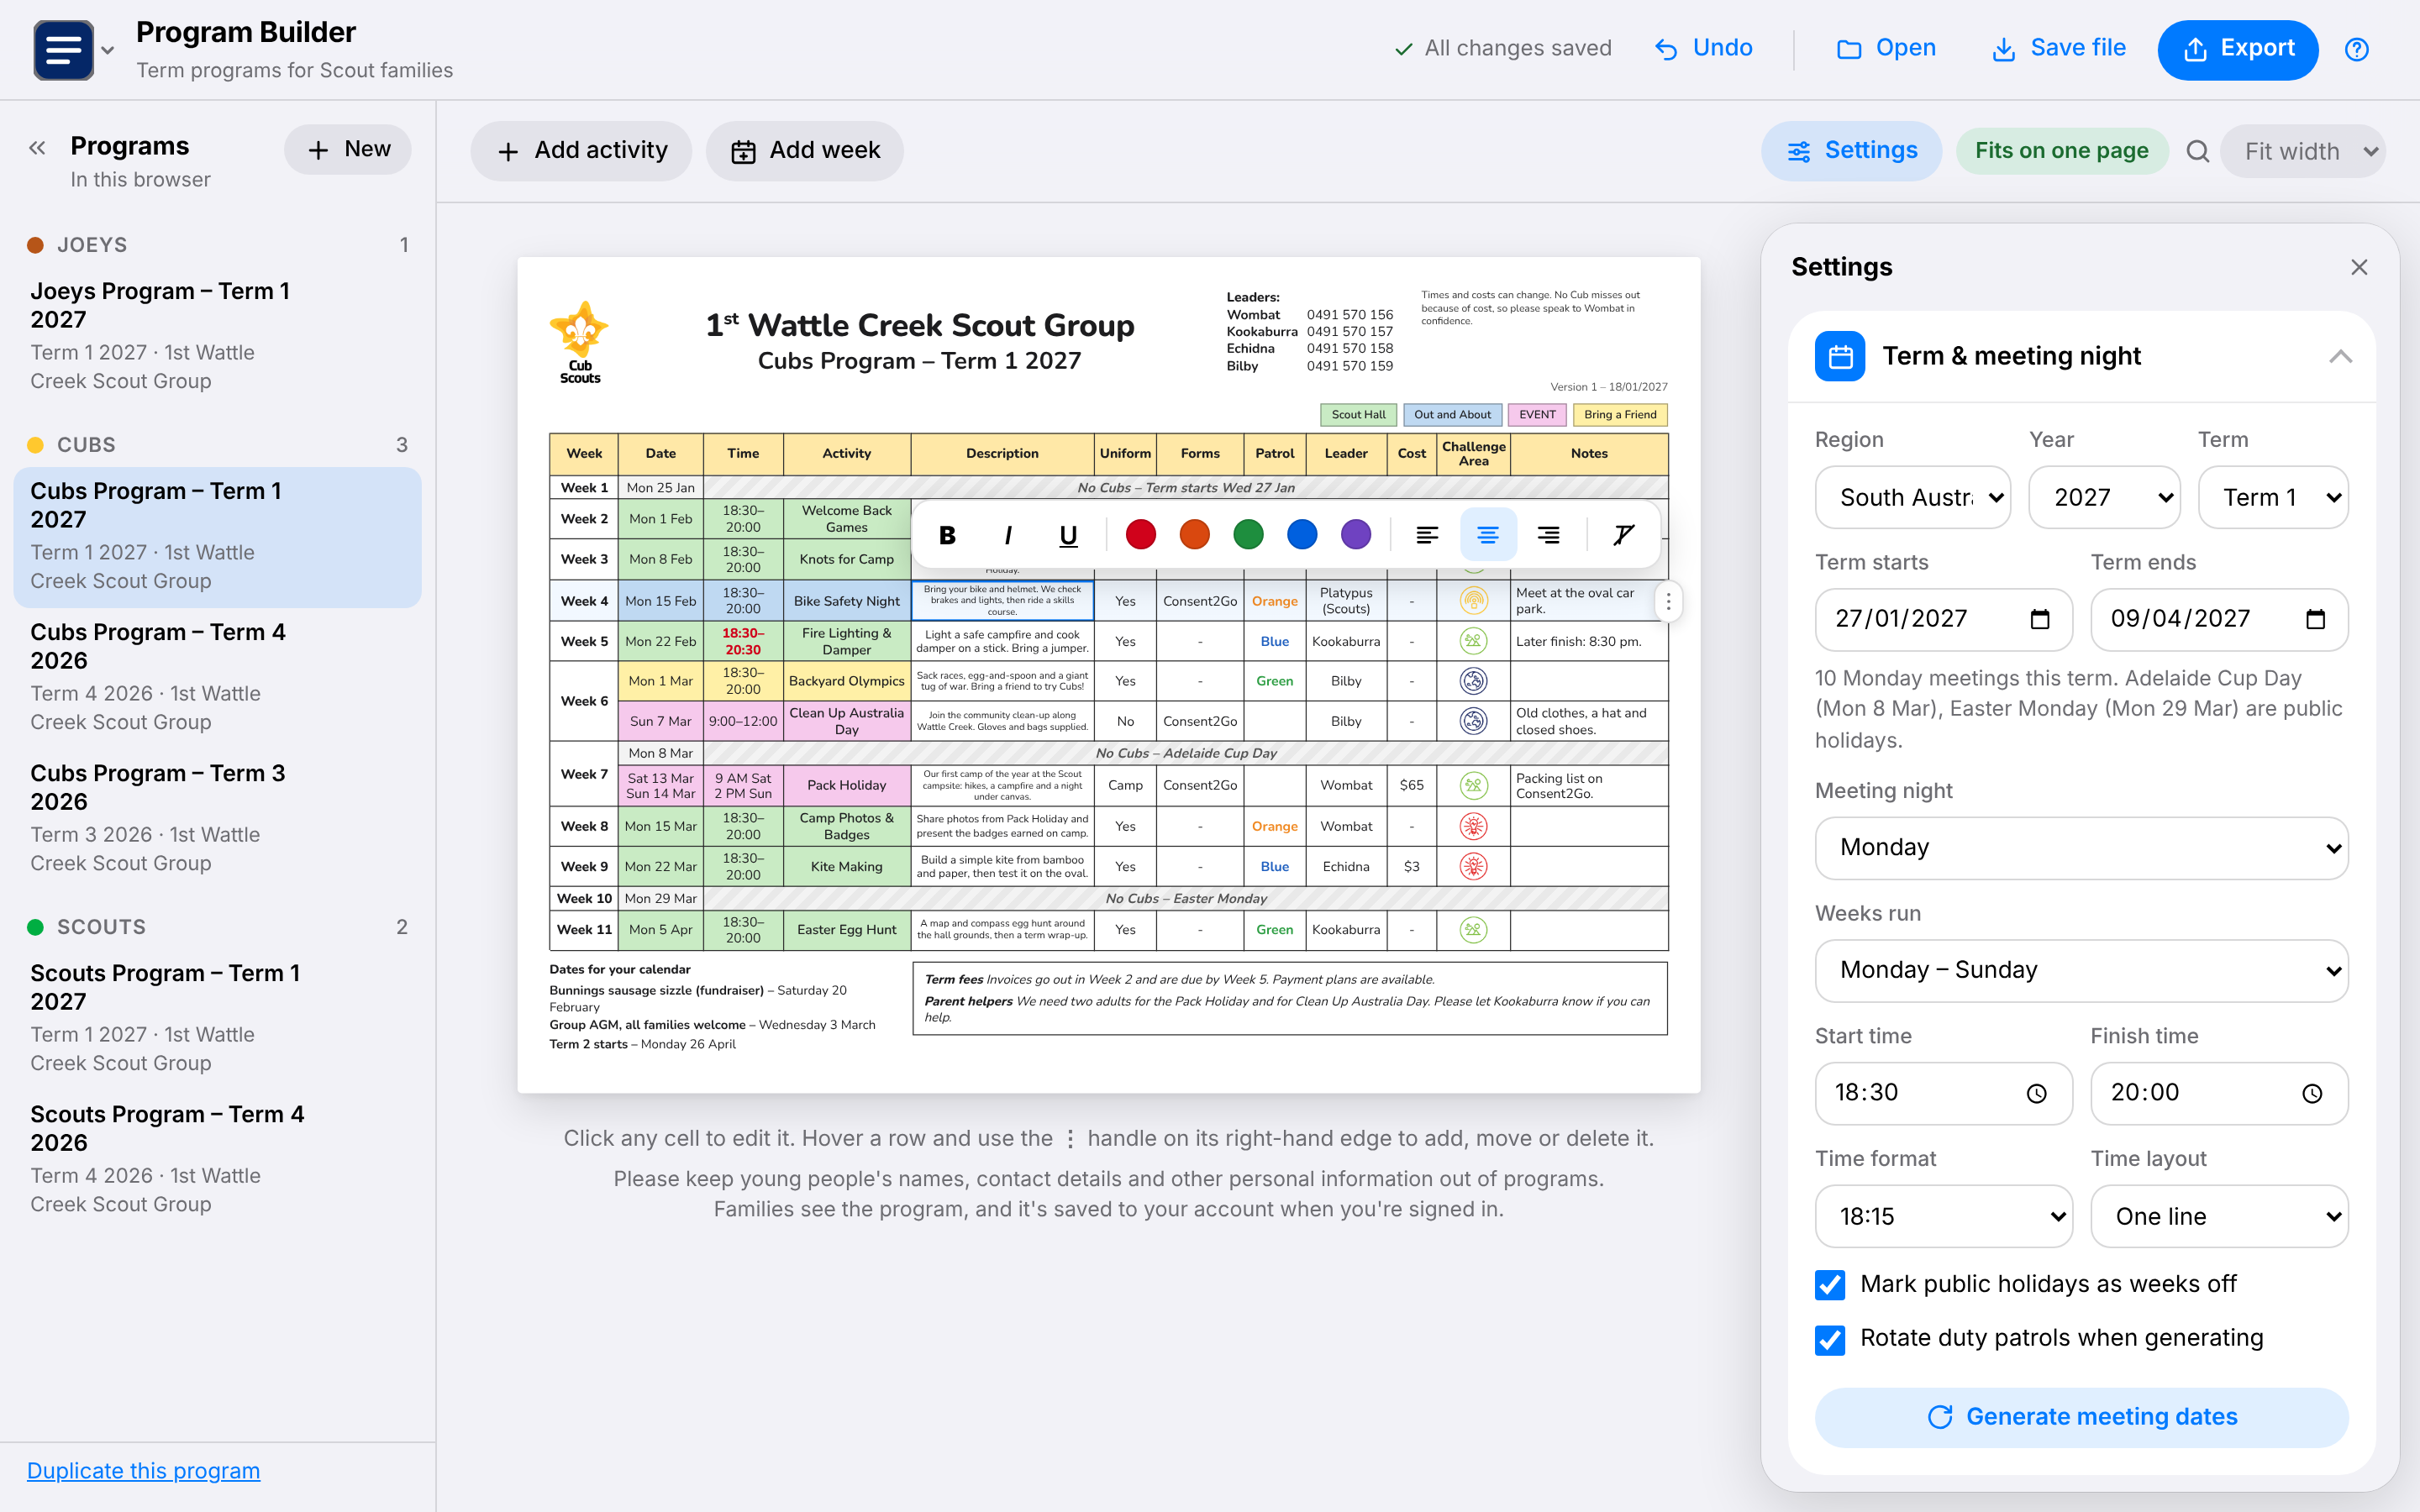 Program Builder
Term programs for Scout families
All changes saved
Undo
Open
Save file
Export
Programs
In this browser
New
JOEYS 1
Joeys Program – Term 1
2027
Term 1 2027 · 1st Wattle
Creek Scout Group
CUBS 3
Cubs Program – Term 1
2027
Term 1 2027 · 1st Wattle
Creek Scout Group
Cubs Program – Term 4
2026
Term 4 2026 · 1st Wattle
Creek Scout Group
Cubs Program – Term 3
2026
Term 3 2026 · 1st Wattle
Creek Scout Group
SCOUTS 2
Scouts Program – Term 1
2027
Term 1 2027 · 1st Wattle
Creek Scout Group
Scouts Program – Term 4
2026
Term 4 2026 · 1st Wattle
Creek Scout Group
Duplicate this program
Add activity
Add week
Settings
Fits on one page
Fit width
Cub
Scouts
1st Wattle Creek Scout Group
Cubs Program – Term 1 2027
Leaders:
Wombat 0491 570 156
Kookaburra 0491 570 157
Echidna 0491 570 158
Bilby 0491 570 159
Times and costs can change. No Cub misses out
because of cost, so please speak to Wombat in
confidence.
Version 1 – 18/01/2027
Scout Hall Out and About EVENT Bring a Friend
Week Date Time Activity Description Uniform Forms Patrol Leader Cost Challenge Area Notes
Week 1 Mon 25 Jan No Cubs – Term starts Wed 27 Jan
Week 2 Mon 1 Feb 18:30–20:00 Welcome Back Games
B I U
Week 3 Mon 8 Feb 18:30–20:00 Knots for Camp
Holiday.
Week 4 Mon 15 Feb 18:30–20:00 Bike Safety Night Bring your bike and helmet. We check brakes and lights, then ride a skills course. Yes Consent2Go Orange Platypus (Scouts) - Meet at the oval car park.
Week 5 Mon 22 Feb 18:30–20:30 Fire Lighting & Damper Light a safe campfire and cook damper on a stick. Bring a jumper. Yes - Blue Kookaburra - Later finish: 8:30 pm.
Week 6 Mon 1 Mar 18:30–20:00 Backyard Olympics Sack races, egg-and-spoon and a giant tug of war. Bring a friend to try Cubs! Yes - Green Bilby -
Sun 7 Mar 9:00–12:00 Clean Up Australia Day Join the community clean-up along Wattle Creek. Gloves and bags supplied. No Consent2Go Bilby - Old clothes, a hat and closed shoes.
Week 7 Mon 8 Mar No Cubs – Adelaide Cup Day
Sat 13 Mar Sun 14 Mar 9 AM Sat 2 PM Sun Pack Holiday Our first camp of the year at the Scout campsite: hikes, a campfire and a night under canvas. Camp Consent2Go Wombat $65 Packing list on Consent2Go.
Week 8 Mon 15 Mar 18:30–20:00 Camp Photos & Badges Share photos from Pack Holiday and present the badges earned on camp. Yes - Orange Wombat -
Week 9 Mon 22 Mar 18:30–20:00 Kite Making Build a simple kite from bamboo and paper, then test it on the oval. Yes - Blue Echidna $3
Week 10 Mon 29 Mar No Cubs – Easter Monday
Week 11 Mon 5 Apr 18:30–20:00 Easter Egg Hunt A map and compass egg hunt around the hall grounds, then a term wrap-up. Yes - Green Kookaburra -
Dates for your calendar
Bunnings sausage sizzle (fundraiser) – Saturday 20
February
Group AGM, all families welcome – Wednesday 3 March
Term 2 starts – Monday 26 April
Term fees Invoices go out in Week 2 and are due by Week 5. Payment plans are available.
Parent helpers We need two adults for the Pack Holiday and for Clean Up Australia Day. Please let Kookaburra know if you can
help.
Click any cell to edit it. Hover a row and use the ⋮ handle on its right-hand edge to add, move or delete it.
Please keep young people's names, contact details and other personal information out of programs.
Families see the program, and it's saved to your account when you're signed in.
Settings
Term & meeting night
Region Year Term
South Austra 2027 Term 1
Term starts Term ends
27/01/2027 09/04/2027
10 Monday meetings this term. Adelaide Cup Day
(Mon 8 Mar), Easter Monday (Mon 29 Mar) are public
holidays.
Meeting night
Monday
Weeks run
Monday – Sunday
Start time Finish time
18:30 20:00
Time format Time layout
18:15 One line
Mark public holidays as weeks off
Rotate duty patrols when generating
Generate meeting dates